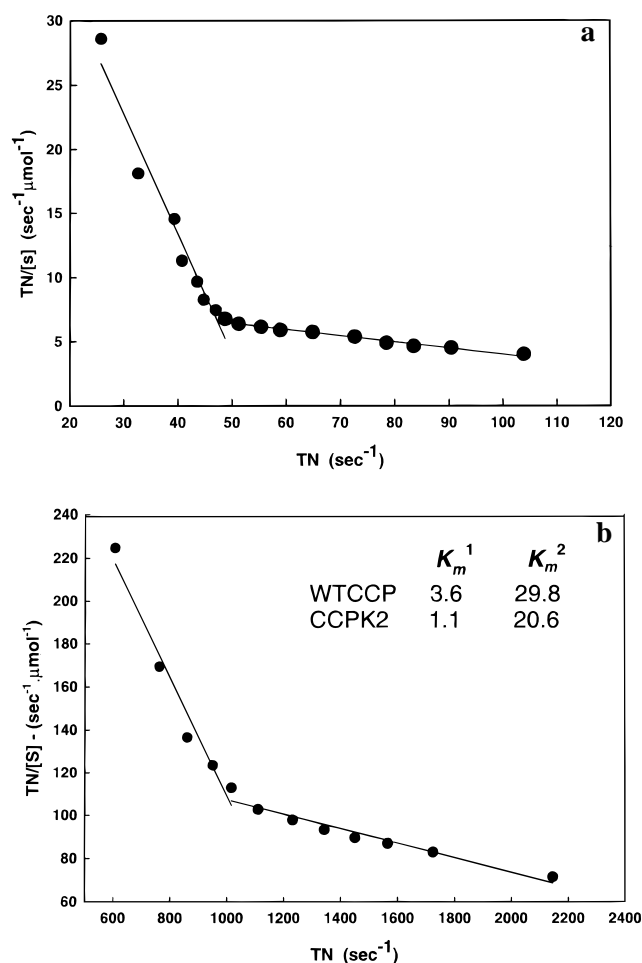 a
30
25
20
15
10
5
0
TN/[s] (sec⁻¹μmol⁻¹)
20 30 40 50 60 70 80 90 100 110 120
TN (sec⁻¹)
b
240
220
200
180
160
140
120
100
80
60
TN/[S] - (sec⁻¹.μmol⁻¹)
Kₘ¹ Kₘ²
WTCCP 3.6 29.8
CCPK2 1.1 20.6
600 800 1000 1200 1400 1600 1800 2000 2200 2400
TN (sec⁻¹)